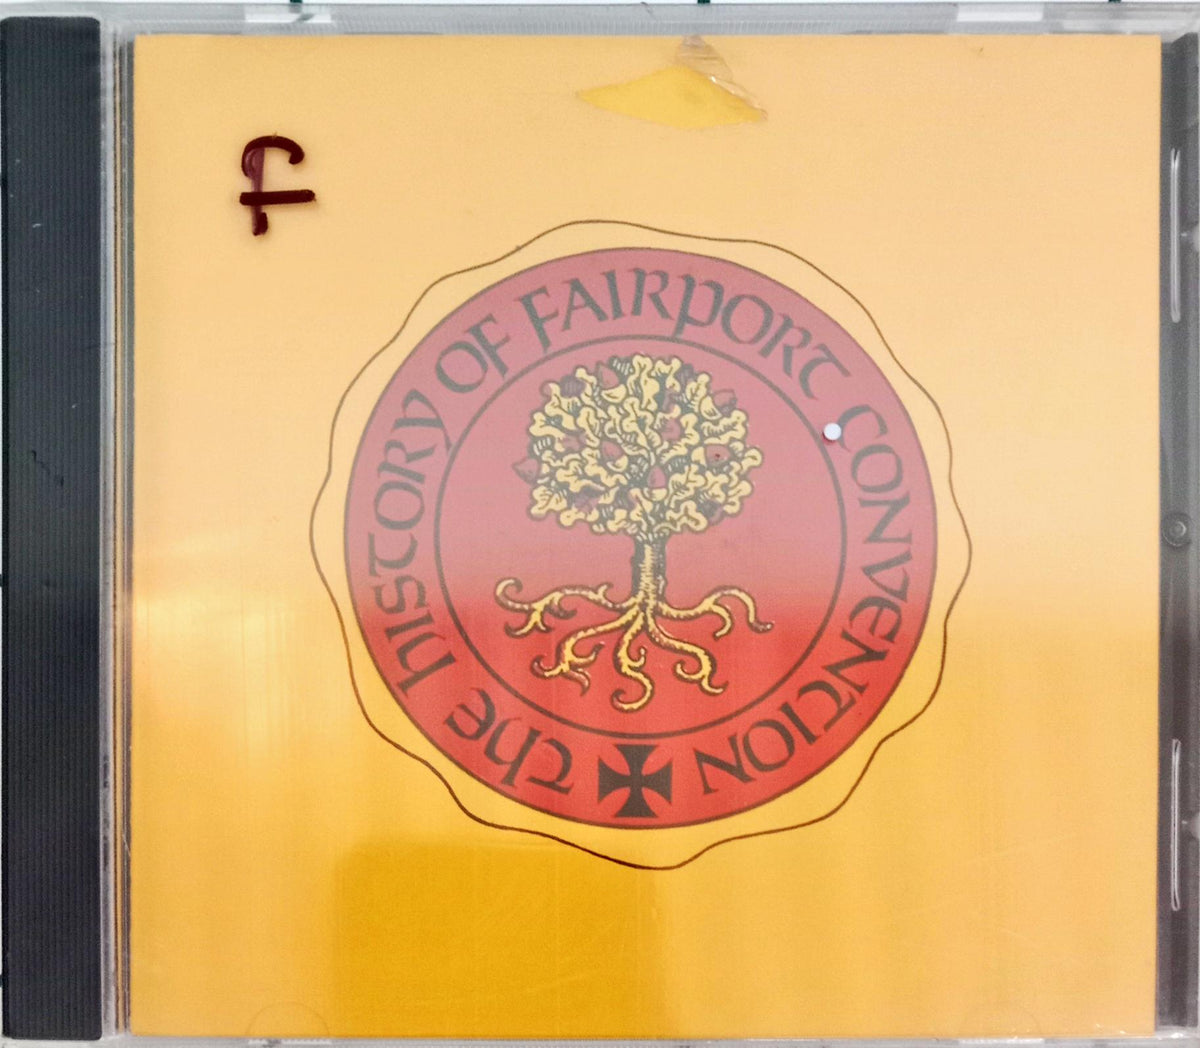 f
The history of Fairport Convention